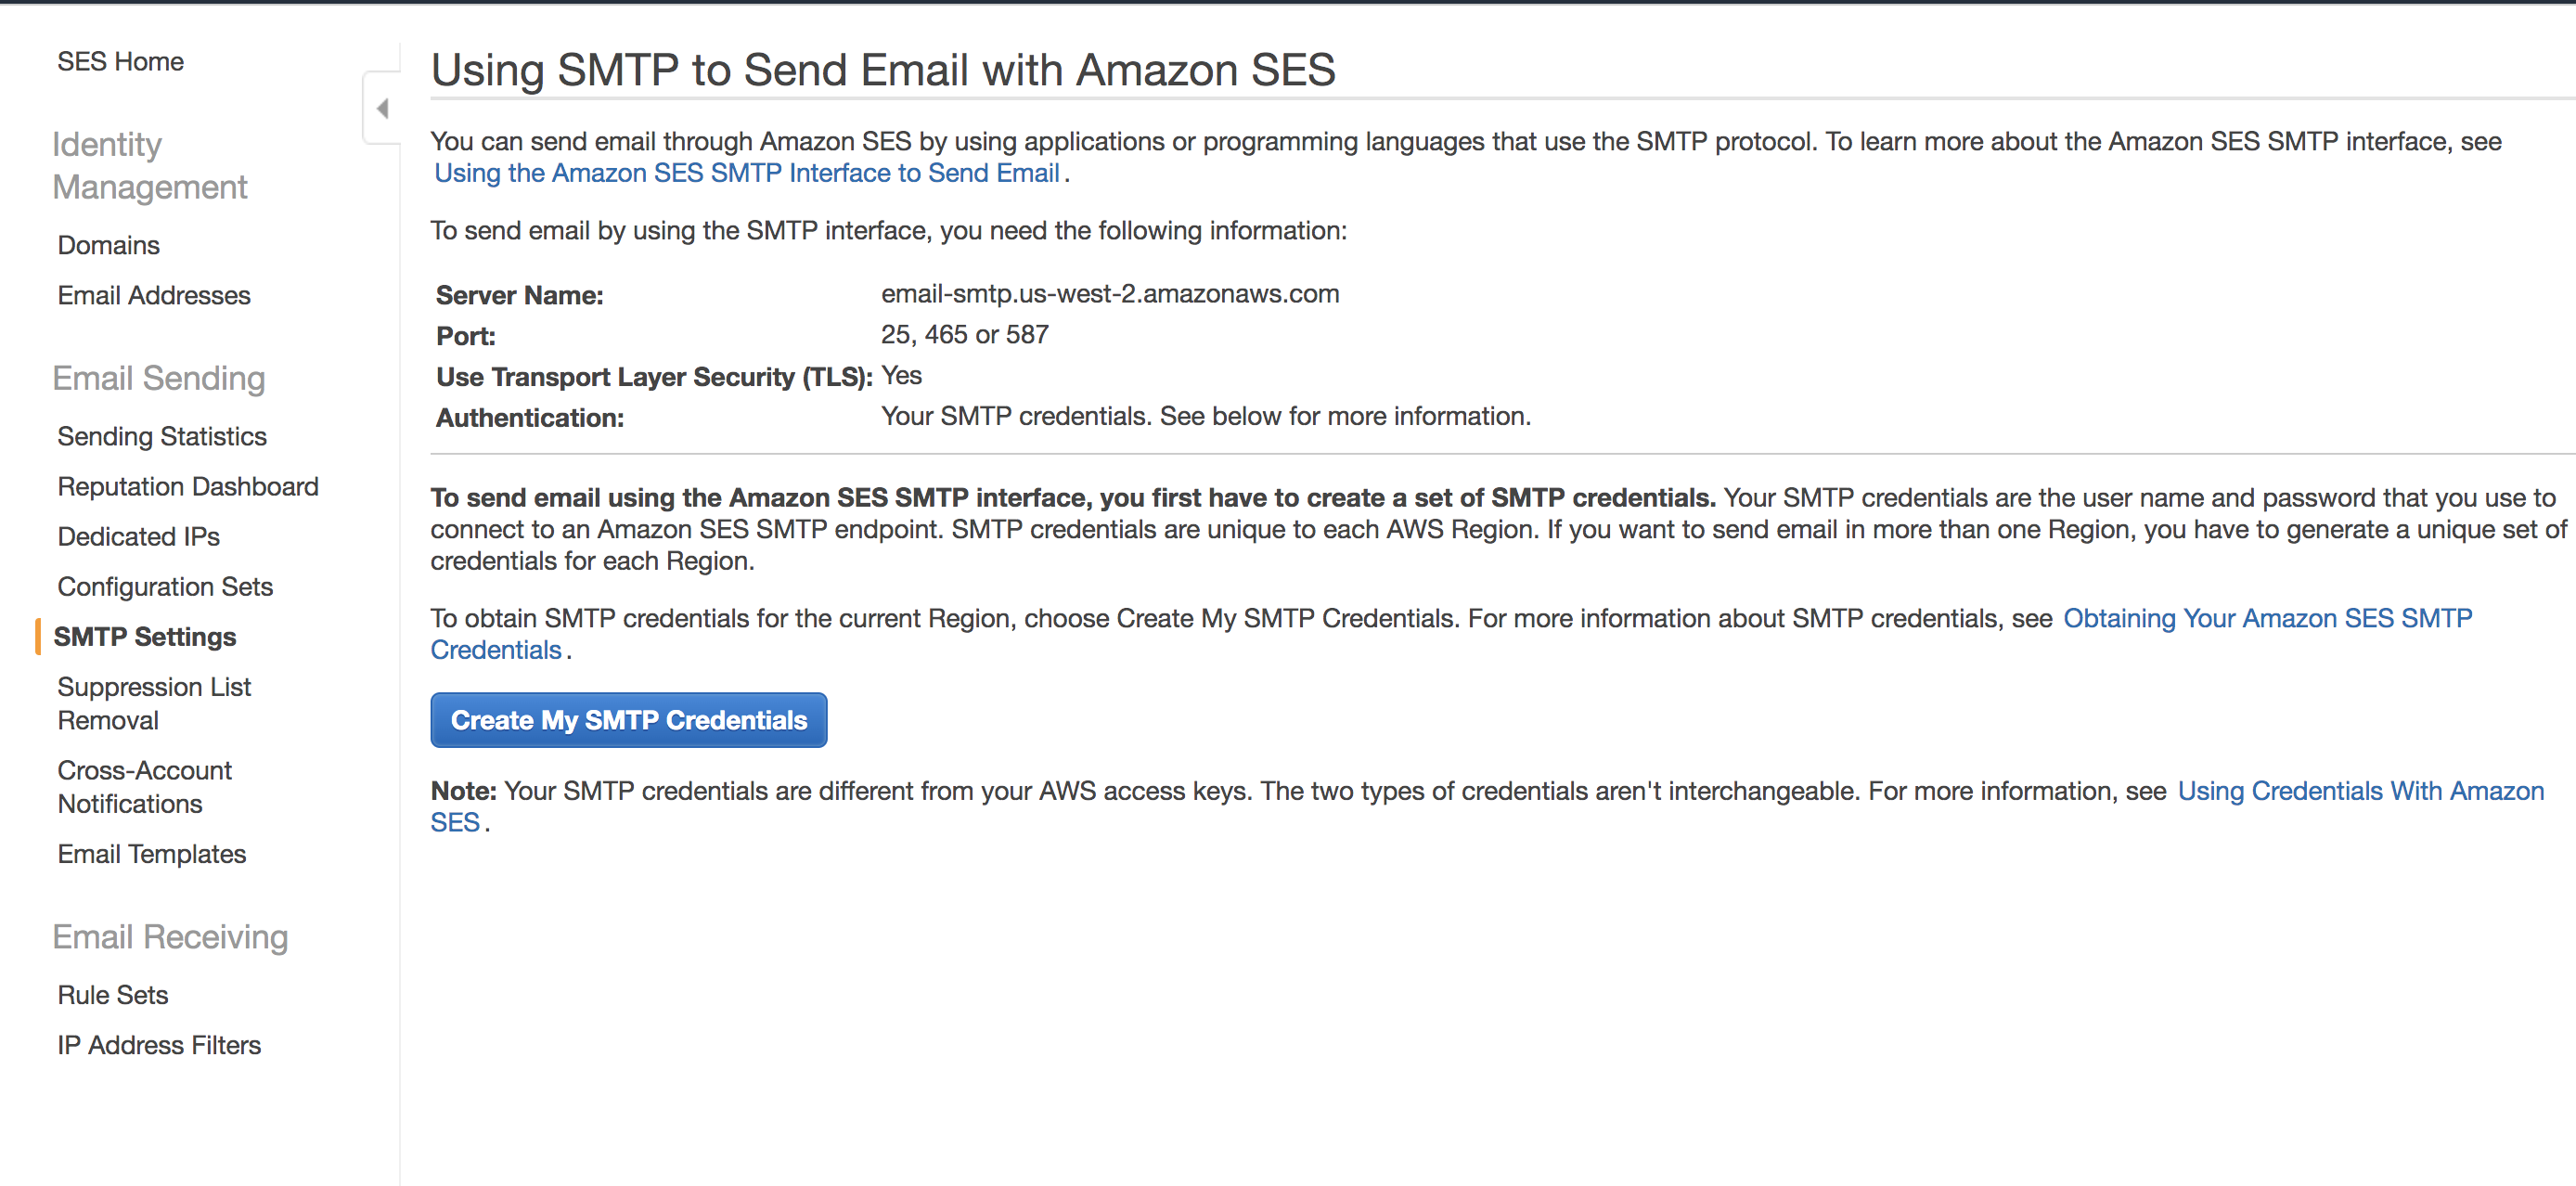 SES Home
Identity
Management
Domains
Email Addresses
Email Sending
Sending Statistics
Reputation Dashboard
Dedicated IPs
Configuration Sets
SMTP Settings
Suppression List
Removal
Cross-Account
Notifications
Email Templates
Email Receiving
Rule Sets
IP Address Filters
Using SMTP to Send Email with Amazon SES
You can send email through Amazon SES by using applications or programming languages that use the SMTP protocol. To learn more about the Amazon SES SMTP interface, see
Using the Amazon SES SMTP Interface to Send Email.
To send email by using the SMTP interface, you need the following information:
Server Name: email-smtp.us-west-2.amazonaws.com
Port: 25, 465 or 587
Use Transport Layer Security (TLS): Yes
Authentication: Your SMTP credentials. See below for more information.
To send email using the Amazon SES SMTP interface, you first have to create a set of SMTP credentials. Your SMTP credentials are the user name and password that you use to
connect to an Amazon SES SMTP endpoint. SMTP credentials are unique to each AWS Region. If you want to send email in more than one Region, you have to generate a unique set of
credentials for each Region.
To obtain SMTP credentials for the current Region, choose Create My SMTP Credentials. For more information about SMTP credentials, see Obtaining Your Amazon SES SMTP
Credentials.
Create My SMTP Credentials
Note: Your SMTP credentials are different from your AWS access keys. The two types of credentials aren't interchangeable. For more information, see Using Credentials With Amazon
SES.